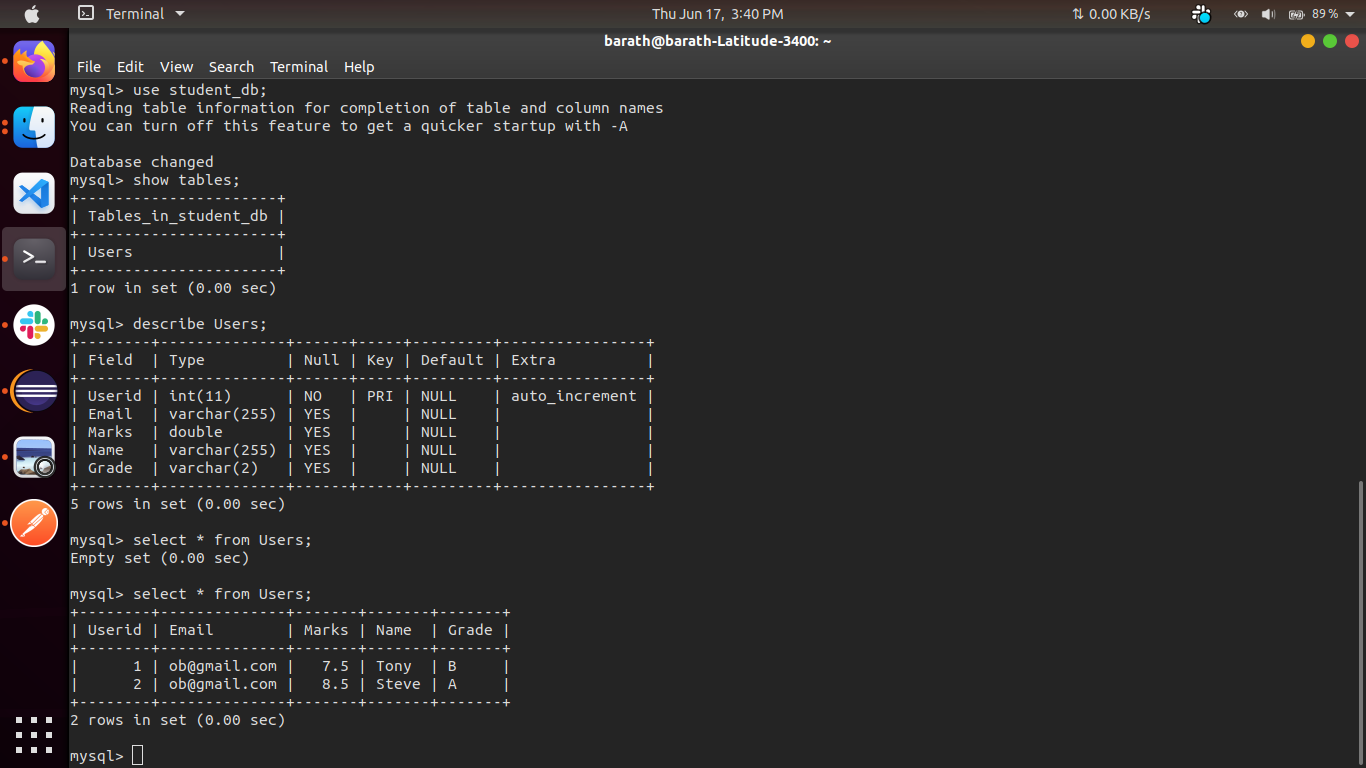 Terminal
Thu Jun 17, 3:40 PM
0.00 KB/s
89 %
barath@barath-Latitude-3400: ~
File Edit View Search Terminal Help
mysql> use student_db;
Reading table information for completion of table and column names
You can turn off this feature to get a quicker startup with -A

Database changed
mysql> show tables;
+----------------------+
| Tables_in_student_db |
+----------------------+
| Users                |
+----------------------+
1 row in set (0.00 sec)

mysql> describe Users;
+--------+--------------+------+-----+---------+----------------+
| Field  | Type         | Null | Key | Default | Extra          |
+--------+--------------+------+-----+---------+----------------+
| Userid | int(11)      | NO   | PRI | NULL    | auto_increment |
| Email  | varchar(255) | YES  |     | NULL    |                |
| Marks  | double       | YES  |     | NULL    |                |
| Name   | varchar(255) | YES  |     | NULL    |                |
| Grade  | varchar(2)   | YES  |     | NULL    |                |
+--------+--------------+------+-----+---------+----------------+
5 rows in set (0.00 sec)

mysql> select * from Users;
Empty set (0.00 sec)

mysql> select * from Users;
+--------+--------------+-------+-------+-------+
| Userid | Email        | Marks | Name  | Grade |
+--------+--------------+-------+-------+-------+
|      1 | ob@gmail.com |   7.5 | Tony  | B     |
|      2 | ob@gmail.com |   8.5 | Steve | A     |
+--------+--------------+-------+-------+-------+
2 rows in set (0.00 sec)

mysql>